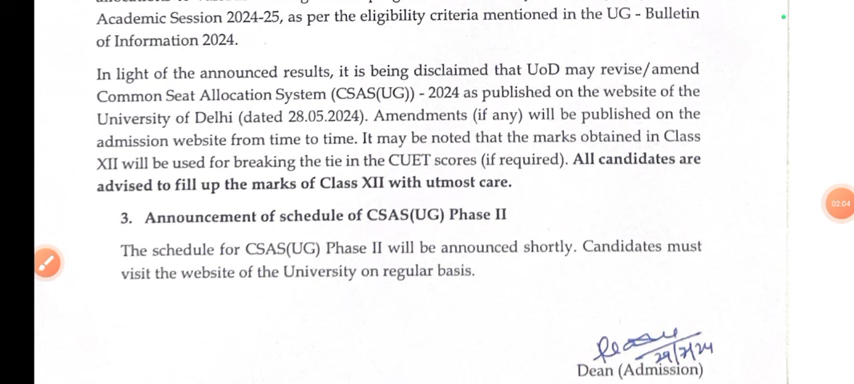 Academic Session 2024-25, as per the eligibility criteria mentioned in the UG - Bulletin
of Information 2024.
In light of the announced results, it is being disclaimed that UoD may revise/amend
Common Seat Allocation System (CSAS(UG)) - 2024 as published on the website of the
University of Delhi (dated 28.05.2024). Amendments (if any) will be published on the
admission website from time to time. It may be noted that the marks obtained in Class
XII will be used for breaking the tie in the CUET scores (if required). All candidates are
advised to fill up the marks of Class XII with utmost care.
3. Announcement of schedule of CSAS(UG) Phase II
The schedule for CSAS(UG) Phase II will be announced shortly. Candidates must
visit the website of the University on regular basis.
29/7/24
Dean (Admission)
02:04